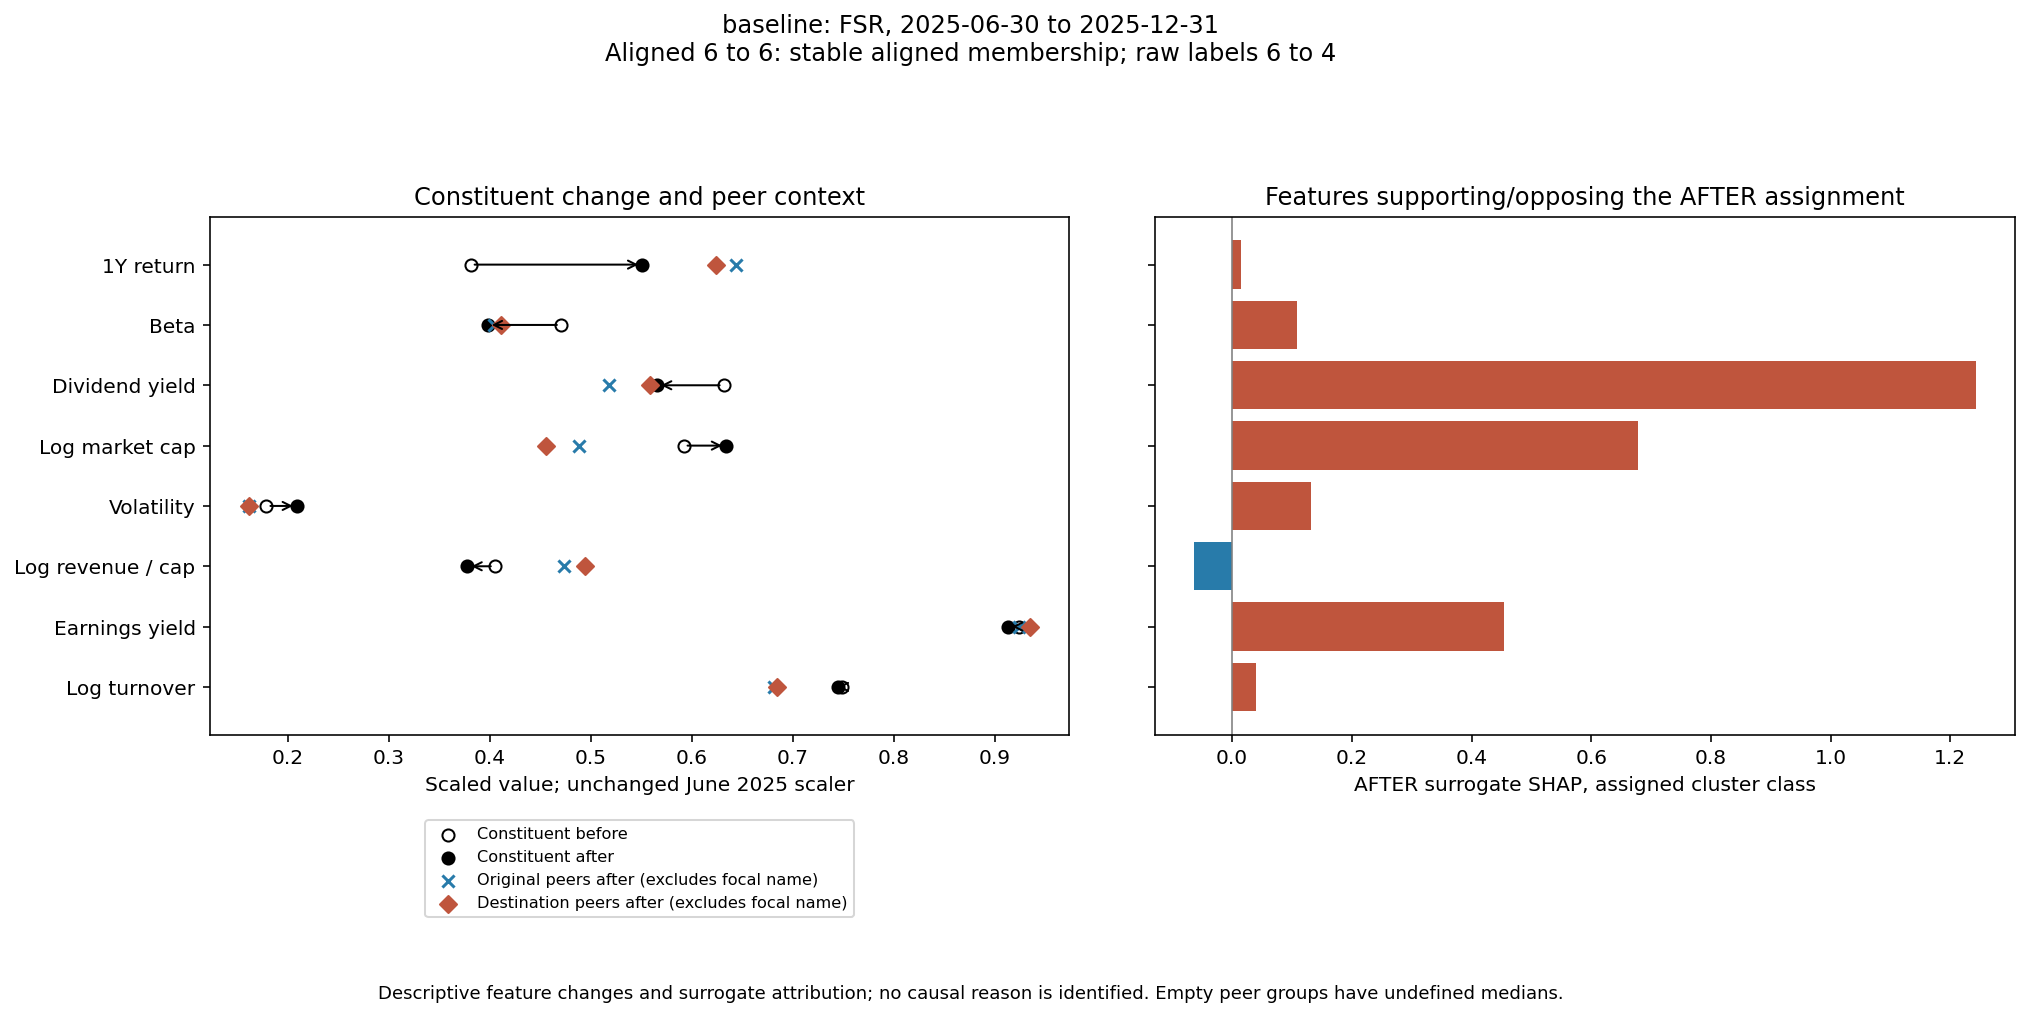 baseline: FSR, 2025-06-30 to 2025-12-31
Aligned 6 to 6: stable aligned membership; raw labels 6 to 4
Constituent change and peer context
1Y return
Beta
Dividend yield
Log market cap
Volatility
Log revenue / cap
Earnings yield
Log turnover
0.2 0.3 0.4 0.5 0.6 0.7 0.8 0.9
Scaled value; unchanged June 2025 scaler
Constituent before
Constituent after
Original peers after (excludes focal name)
Destination peers after (excludes focal name)
Features supporting/opposing the AFTER assignment
0.0 0.2 0.4 0.6 0.8 1.0 1.2
AFTER surrogate SHAP, assigned cluster class
Descriptive feature changes and surrogate attribution; no causal reason is identified. Empty peer groups have undefined medians.